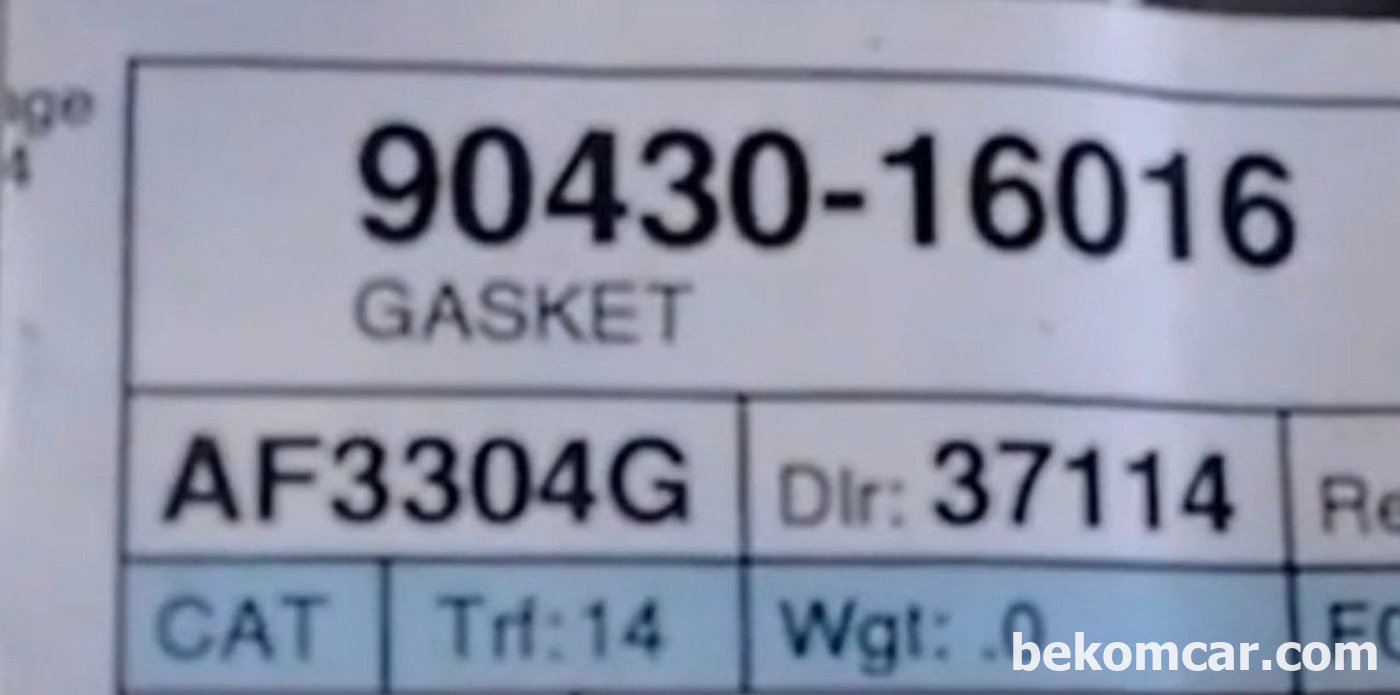 90430-16016
GASKET
AF3304G
Dlr: 37114
CAT
Trf: 14
Wgt: .0
bekomcar.com